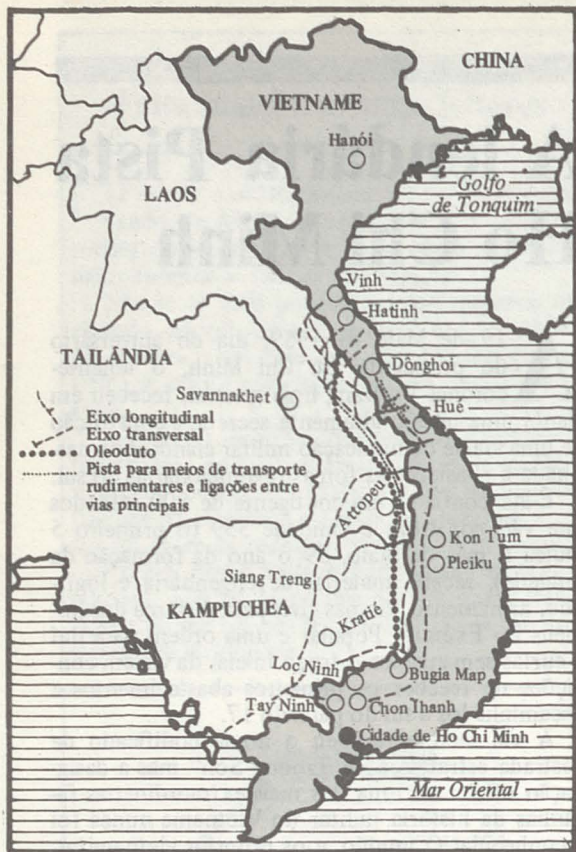 CHINA
VIETNAME
Hanói
LAOS
Golfo
de Tonquim
Vinh
Hatinh
TAILÂNDIA
Dônghoi
Savannakhet
Hué
Eixo longitudinal
Eixo transversal
Oleoduto
Pista para meios de transporte
rudimentares e ligações entre
vias principais
Attopeu
Kon Tum
Pleiku
Siang Treng
KAMPUCHEA
Kratié
Loc Ninh
Bugia Map
Tay Ninh
Chon Thanh
Cidade de Ho Chi Minh
Mar Oriental